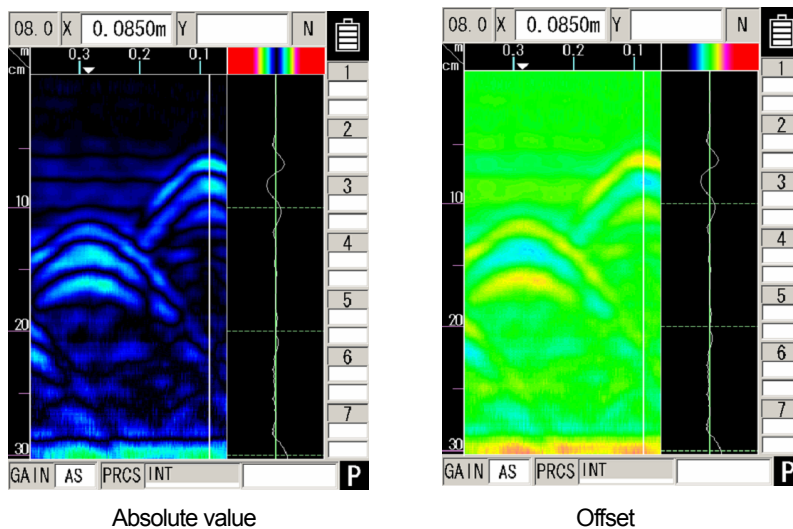 08.0 X 0.0850m Y N
m 0.3 0.2 0.1
cm
1
2
3
10
4
5
20
6
7
30
GAIN AS PRCS INT P
Absolute value
08.0 X 0.0850m Y N
m 0.3 0.2 0.1
cm
1
2
3
10
4
5
20
6
7
30
GAIN AS PRCS INT P
Offset